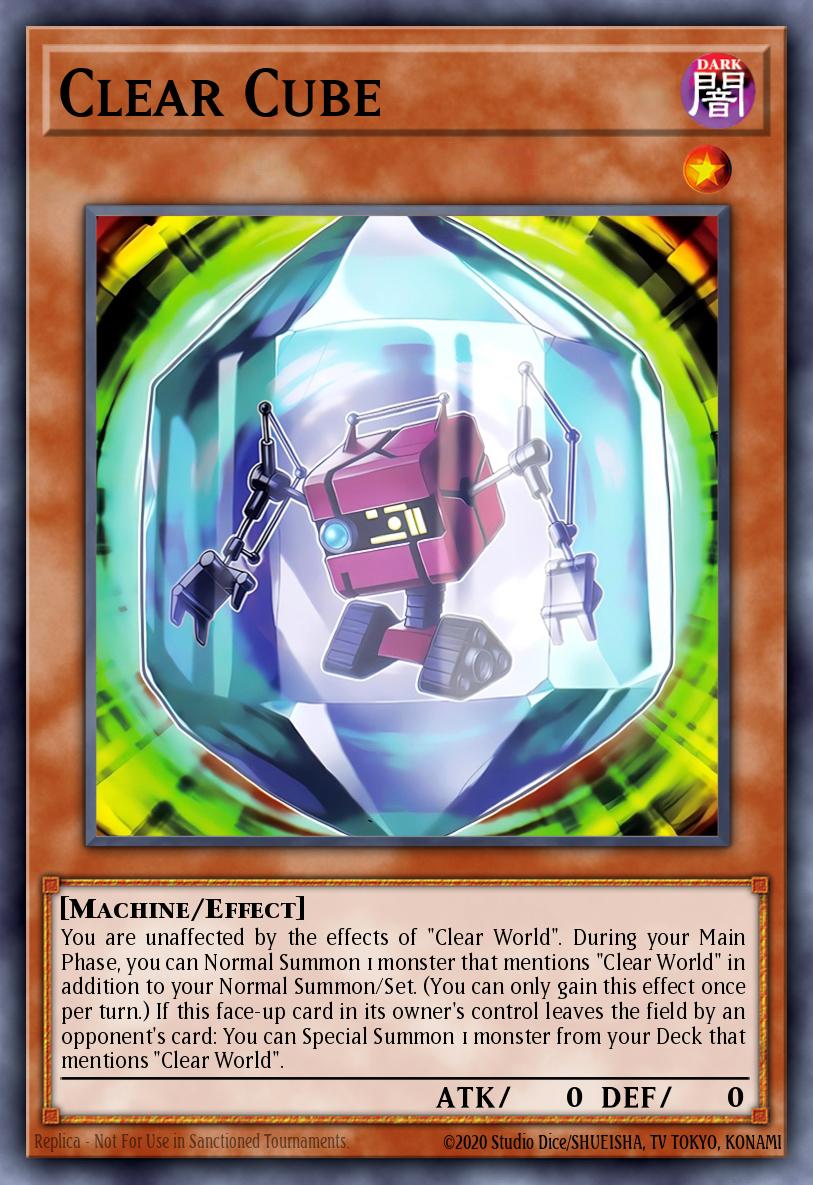 Clear Cube
DARK
闇
[Machine/Effect]
You are unaffected by the effects of "Clear World". During your Main
Phase, you can Normal Summon 1 monster that mentions "Clear World" in
addition to your Normal Summon/Set. (You can only gain this effect once
per turn.) If this face-up card in its owner's control leaves the field by an
opponent's card: You can Special Summon 1 monster from your Deck that
mentions "Clear World".
ATK/ 0 DEF/ 0
Replica - Not For Use in Sanctioned Tournaments.
©2020 Studio Dice/SHUEISHA, TV TOKYO, KONAMI